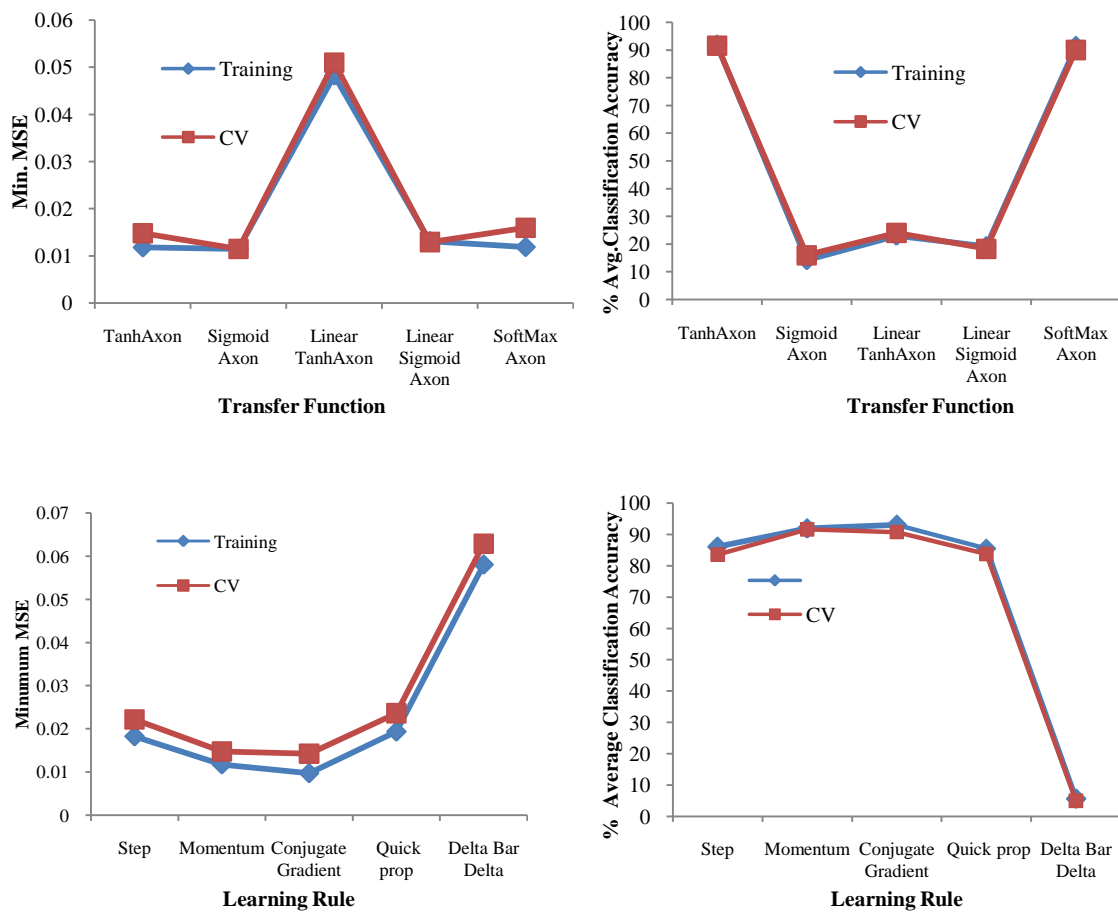 0.06
0.05
0.04
0.03
0.02
0.01
0
Min. MSE
Training
CV
TanhAxon
Sigmoid
Axon
Linear
TanhAxon
Linear
Sigmoid
Axon
SoftMax
Axon
Transfer Function
100
90
80
70
60
50
40
30
20
10
0
% Avg.Classification Accuracy
Training
CV
TanhAxon
Sigmoid
Axon
Linear
TanhAxon
Linear
Sigmoid
Axon
SoftMax
Axon
Transfer Function
0.07
0.06
0.05
0.04
0.03
0.02
0.01
0
Minumum MSE
Training
CV
Step
Momentum
Conjugate
Gradient
Quick
prop
Delta Bar
Delta
Learning Rule
100
90
80
70
60
50
40
30
20
10
0
% Average Classification Accuracy
CV
Step
Momentum
Conjugate
Gradient
Quick prop
Delta Bar
Delta
Learning Rule